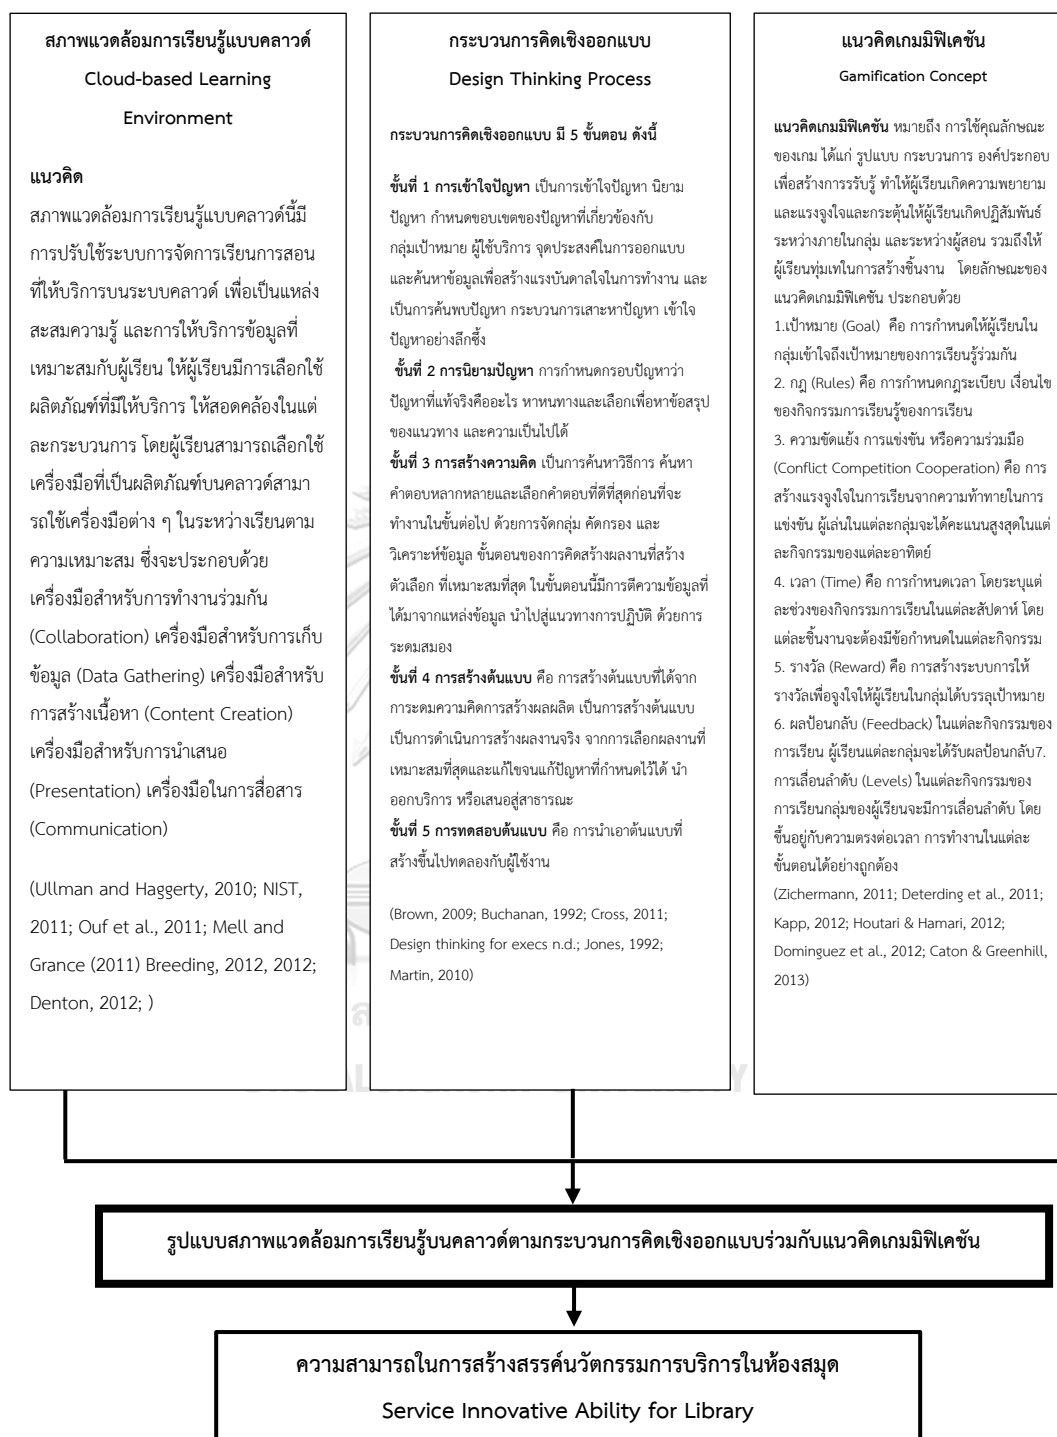 สภาพแวดล้อมการเรียนรู้แบบคลาวด์
Cloud-based Learning
Environment
แนวคิด
สภาพแวดล้อมการเรียนรู้แบบคลาวด์นี้มี
การปรับใช้ระบบการจัดการเรียนการสอน
ที่ให้บริการบนระบบคลาวด์ เพื่อเป็นแหล่ง
สะสมความรู้ และการให้บริการข้อมูลที่
เหมาะสมกับผู้เรียน ให้ผู้เรียนมีการเลือกใช้
ผลิตภัณฑ์ที่มีให้บริการ ให้สอดคล้องในแต่
ละกระบวนการ โดยผู้เรียนสามารถเลือกใช้
เครื่องมือที่เป็นผลิตภัณฑ์บนคลาวด์สามา
รถใช้เครื่องมือต่าง ๆ ในระหว่างเรียนตาม
ความเหมาะสม ซึ่งจะประกอบด้วย
เครื่องมือสำหรับการทำงานร่วมกัน
(Collaboration) เครื่องมือสำหรับการเก็บ
ข้อมูล (Data Gathering) เครื่องมือสำหรับ
การสร้างเนื้อหา (Content Creation)
เครื่องมือสำหรับการนำเสนอ
(Presentation) เครื่องมือในการสื่อสาร
(Communication)
(Ullman and Haggerty, 2010; NIST,
2011; Ouf et al., 2011; Mell and
Grance (2011) Breeding, 2012, 2012;
Denton, 2012; )
กระบวนการคิดเชิงออกแบบ
Design Thinking Process
กระบวนการคิดเชิงออกแบบ มี 5 ขั้นตอน ดังนี้
ขั้นที่ 1 การเข้าใจปัญหา เป็นการเข้าใจปัญหา นิยาม
ปัญหา กำหนดขอบเขตของปัญหาที่เกี่ยวข้องกับ
กลุ่มเป้าหมาย ผู้ใช้บริการ จุดประสงค์ในการออกแบบ
และค้นหาข้อมูลเพื่อสร้างแรงบันดาลใจในการทำงาน และ
เป็นการค้นพบปัญหา กระบวนการเสาะหาปัญหา เข้าใจ
ปัญหาอย่างลึกซึ้ง
ขั้นที่ 2 การนิยามปัญหา การกำหนดกรอบปัญหาว่า
ปัญหาที่แท้จริงคืออะไร หาหนทางและเลือกเพื่อหาข้อสรุป
ของแนวทาง และความเป็นไปได้
ขั้นที่ 3 การสร้างความคิด เป็นการค้นหาวิธีการ ค้นหา
คำตอบหลากหลายและเลือกคำตอบที่ดีที่สุดก่อนที่จะ
ทำงานในขั้นต่อไป ด้วยการจัดกลุ่ม คัดกรอง และ
วิเคราะห์ข้อมูล ขั้นตอนของการคิดสร้างผลงานที่สร้าง
ตัวเลือก ที่เหมาะสมที่สุด ในขั้นตอนนี้มีการตีความข้อมูลที่
ได้มาจากแหล่งข้อมูล นำไปสู่แนวทางการปฏิบัติ ด้วยการ
ระดมสมอง
ขั้นที่ 4 การสร้างต้นแบบ คือ การสร้างต้นแบบที่ได้จาก
การะดมความคิดการสร้างผลผลิต เป็นการสร้างต้นแบบ
เป็นการดำเนินการสร้างผลงานจริง จากการเลือกผลงานที่
เหมาะสมที่สุดและแก้ไขจนแก้ปัญหาที่กำหนดไว้ได้ นำ
ออกบริการ หรือเสนอสู่สาธารณะ
ขั้นที่ 5 การทดสอบต้นแบบ คือ การนำเอาต้นแบบที่
สร้างขึ้นไปทดลองกับผู้ใช้งาน
(Brown, 2009; Buchanan, 1992; Cross, 2011;
Design thinking for execs n.d.; Jones, 1992;
Martin, 2010)
แนวคิดเกมมิฟิเคชัน
Gamification Concept
แนวคิดเกมมิฟิเคชัน หมายถึง การใช้คุณลักษณะ
ของเกม ได้แก่ รูปแบบ กระบวนการ องค์ประกอบ
เพื่อสร้างการรรับรู้ ทำให้ผู้เรียนเกิดความพยายาม
และแรงจูงใจและกระตุ้นให้ผู้เรียนเกิดปฏิสัมพันธ์
ระหว่างภายในกลุ่ม และระหว่างผู้สอน รวมถึงให้
ผู้เรียนทุ่มเทในการสร้างชิ้นงาน โดยลักษณะของ
แนวคิดเกมมิฟิเคชัน ประกอบด้วย
1.เป้าหมาย (Goal) คือ การกำหนดให้ผู้เรียนใน
กลุ่มเข้าใจถึงเป้าหมายของการเรียนรู้ร่วมกัน
2. กฎ (Rules) คือ การกำหนดกฎระเบียบ เงื่อนไข
ของกิจกรรมการเรียนรู้ของการเรียน
3. ความขัดแย้ง การแข่งขัน หรือความร่วมมือ
(Conflict Competition Cooperation) คือ การ
สร้างแรงจูงใจในการเรียนจากความท้าทายในการ
แข่งขัน ผู้เล่นในแต่ละกลุ่มจะได้คะแนนสูงสุดในแต่
ละกิจกรรมของแต่ละอาทิตย์
4. เวลา (Time) คือ การกำหนดเวลา โดยระบุแต่
ละช่วงของกิจกรรมการเรียนในแต่ละสัปดาห์ โดย
แต่ละชิ้นงานจะต้องมีข้อกำหนดในแต่ละกิจกรรม
5. รางวัล (Reward) คือ การสร้างระบบการให้
รางวัลเพื่อจูงใจให้ผู้เรียนในกลุ่มได้บรรลุเป้าหมาย
6. ผลป้อนกลับ (Feedback) ในแต่ละกิจกรรมของ
การเรียน ผู้เรียนแต่ละกลุ่มจะได้รับผลป้อนกลับ7.
การเลื่อนลำดับ (Levels) ในแต่ละกิจกรรมของ
การเรียนกลุ่มของผู้เรียนจะมีการเลื่อนลำดับ โดย
ขึ้นอยู่กับความตรงต่อเวลา การทำงานในแต่ละ
ขั้นตอนได้อย่างถูกต้อง
(Zichermann, 2011; Deterding et al., 2011;
Kapp, 2012; Houtari & Hamari, 2012;
Dominguez et al., 2012; Caton & Greenhill,
2013)
รูปแบบสภาพแวดล้อมการเรียนรู้บนคลาวด์ตามกระบวนการคิดเชิงออกแบบร่วมกับแนวคิดเกมมิฟิเคชัน
ความสามารถในการสร้างสรรค์นวัตกรรมการบริการในห้องสมุด
Service Innovative Ability for Library